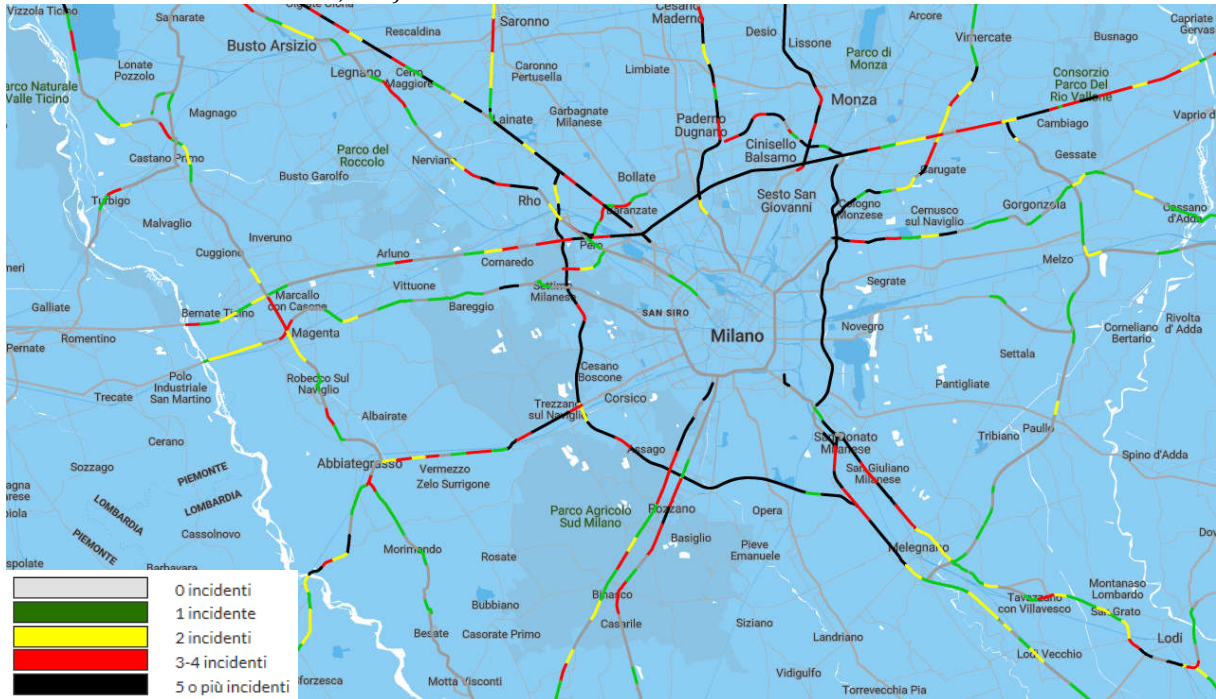 Vizzola Ticino
Samarate
Rescaldina
Saronno
Cesano
Maderno
Desio
Lissone
Arcore
Vimercate
Busnago
Capriate
Gervas
Busto Arsizio
Lonate
Pozzolo
Legnano
Cerro
Maggiore
Caronno
Pertusella
Limbiate
Parco di
Monza
Consorzio
Parco Del
Rio Vallone
arco Naturale
Valle Ticino
Magnago
Lainate
Garbagnate
Milanese
Paderno
Dugnano
Monza
Cambiago
Vaprio d
Castano Primo
Parco del
Roccolo
Nerviano
Cinisello
Balsamo
Gessate
Busto Garolfo
Bollate
Carugate
Turbigo
Rho
Baranzate
Sesto San
Giovanni
Cologno
Monzese
Cernusco
sul Naviglio
Gorgonzola
Cassano
d'Adda
Malvaglio
Inveruno
Cuggiono
Arluno
Pero
Cornaredo
Melzo
Segrate
Galliate
Marcallo
con Casone
Vittuone
Settimo
Milanese
Bernate Ticino
Bareggio
SAN SIRO
Milano
Novegro
Rivolta
d' Adda
Corneliano
Bertario
Romentino
Pernate
Magenta
Settala
Polo
Industriale
San Martino
Trecate
Robecco Sul
Naviglio
Cesano
Boscone
Corsico
Pantigliate
Albairate
Trezzano
sul Naviglio
Paullo
Tribiano
Cerano
San Donato
Milanese
Assago
Spino d'Adda
Sozzago
PIEMONTE
LOMBARDIA
Abbiategrasso
Vermezzo
Zelo Surrigone
San Giuliano
Milanese
LOMBARDIA
PIEMONTE
Cassolnovo
Parco Agricolo
Sud Milano
Rozzano
Opera
Basiglio
Pieve
Emanuele
Melegnano
Morimondo
Rosate
Barbavara
Binasco
Montanaso
Lombardo
Tavazzano
con Villavesco
San Grato
Bubbiano
Casorate Primo
Besate
Casarile
Siziano
Landriano
Lodi
Lodi Vecchio
Motta Visconti
Vidigulfo
Torrevecchia Pia
0 incidenti
1 incidente
2 incidenti
3-4 incidenti
5 o più incidenti